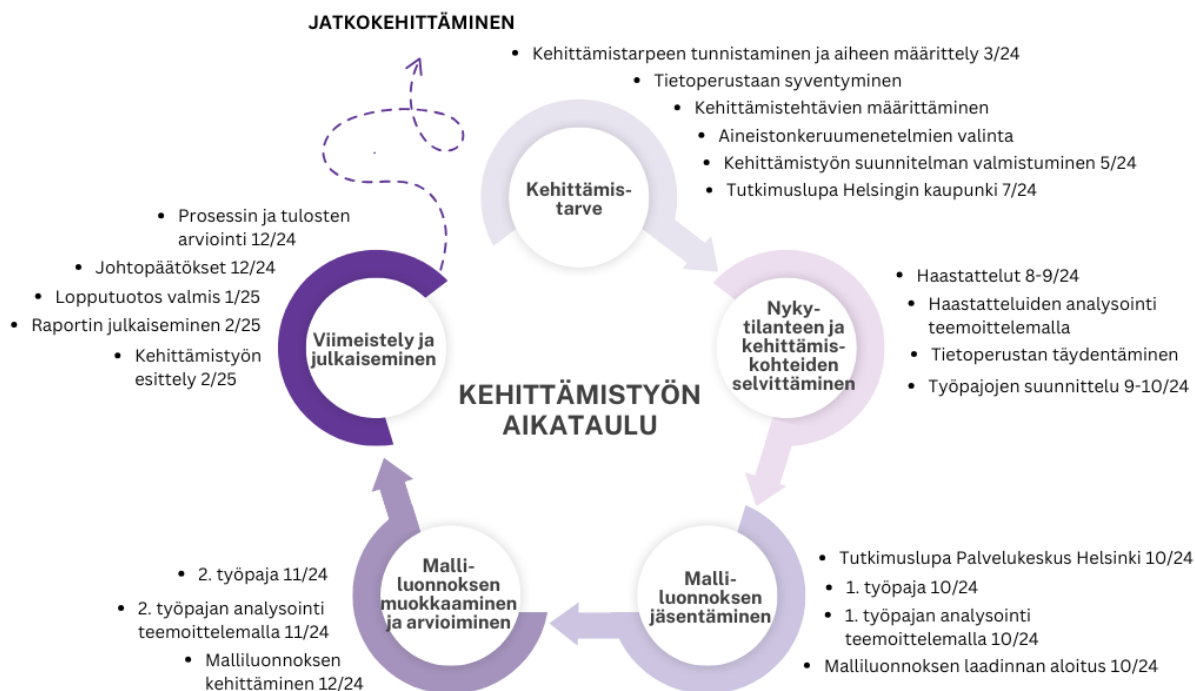 JATKOKEHITTÄMINEN
• Kehittämistarpeen tunnistaminen ja aiheen määrittely 3/24
• Tietoperustaan syventyminen
• Kehittämistehtävien määrittäminen
• Aineistonkeruumenetelmien valinta
• Kehittämistyön suunnitelman valmistuminen 5/24
• Tutkimuslupa Helsingin kaupunki 7/24
Kehittämis-
tarve
• Haastattelut 8-9/24
• Haastatteluiden analysointi
teemoittelemalla
• Tietoperustan täydentäminen
• Työpajojen suunnittelu 9-10/24
Nyky-
tilanteen ja
kehittämis-
kohteiden
selvittäminen
KEHITTÄMISTYÖN
AIKATAULU
• Tutkimuslupa Palvelukeskus Helsinki 10/24
• 1. työpaja 10/24
• 1. työpajan analysointi
teemoittelemalla 10/24
• Malliluonnoksen laadinnan aloitus 10/24
Malli-
luonnoksen
jäsentäminen
Malli-
luonnoksen
muokkaaminen
ja arvioiminen
• 2. työpaja 11/24
• 2. työpajan analysointi
teemoittelemalla 11/24
• Malliluonnoksen
kehittäminen 12/24
Viimeistely ja
julkaiseminen
• Prosessin ja tulosten
arviointi 12/24
• Johtopäätökset 12/24
• Lopputuotos valmis 1/25
• Raportin julkaiseminen 2/25
• Kehittämistyön
esittely 2/25